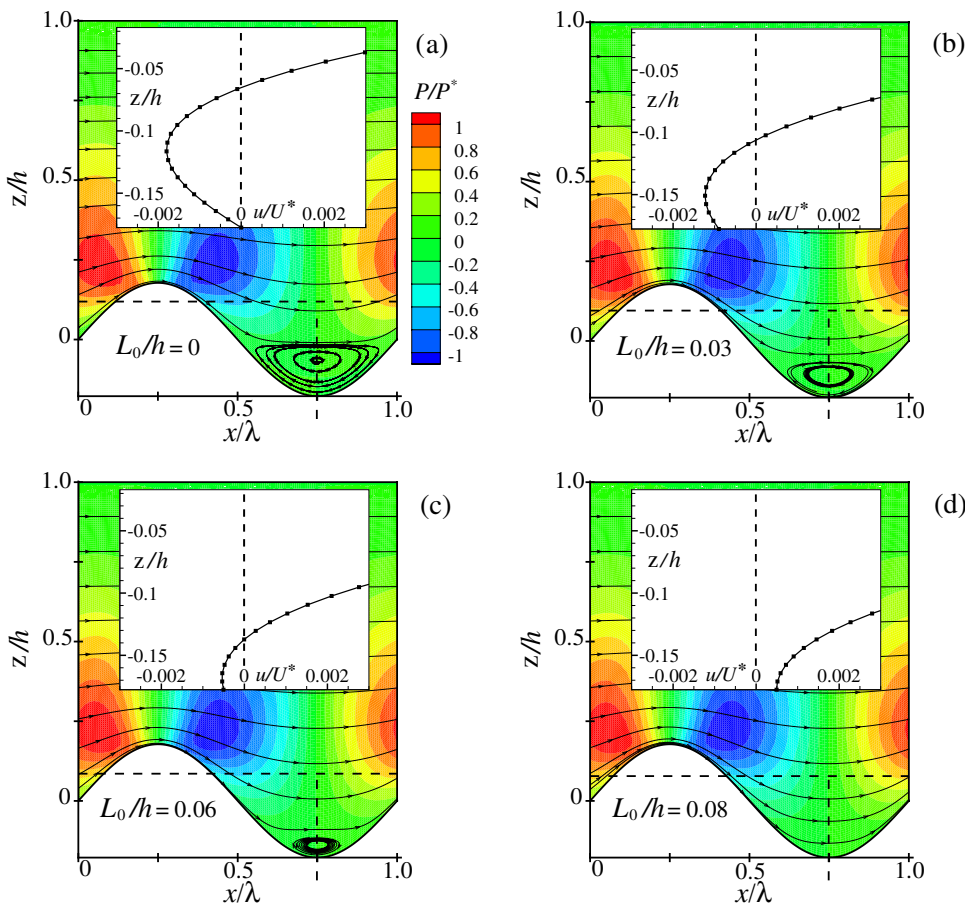 (a)
1.0
0.5
0
z/h
-0.05
z/h
-0.1
-0.15
-0.002
u/U*
0.002
P/P*
1
0.8
0.6
0.4
0.2
0
-0.2
-0.4
-0.6
-0.8
-1
L₀/h = 0
0
0.5
1.0
x/λ
(b)
1.0
0.5
0
z/h
-0.05
z/h
-0.1
-0.15
-0.002
u/U*
0.002
L₀/h = 0.03
0
0.5
1.0
x/λ
(c)
1.0
0.5
0
z/h
-0.05
z/h
-0.1
-0.15
-0.002
u/U*
0.002
L₀/h = 0.06
0
0.5
1.0
x/λ
(d)
1.0
0.5
0
z/h
-0.05
z/h
-0.1
-0.15
-0.002
u/U*
0.002
L₀/h = 0.08
0
0.5
1.0
x/λ